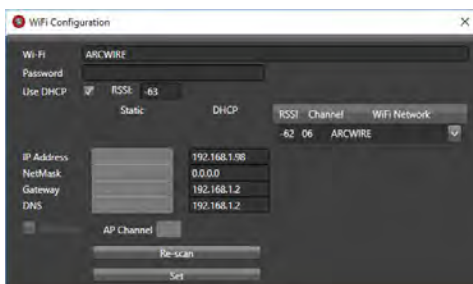 WiFi Configuration
Wi-Fi ARCWIRE
Password
Use DHCP RSSI: -63
Static DHCP
RSSI Channel WiFi Network
-62 06 ARCWIRE
IP Address 192.168.1.98
NetMask 0.0.0.0
Gateway 192.168.1.2
DNS 192.168.1.2
AP Channel
Re-scan
Set